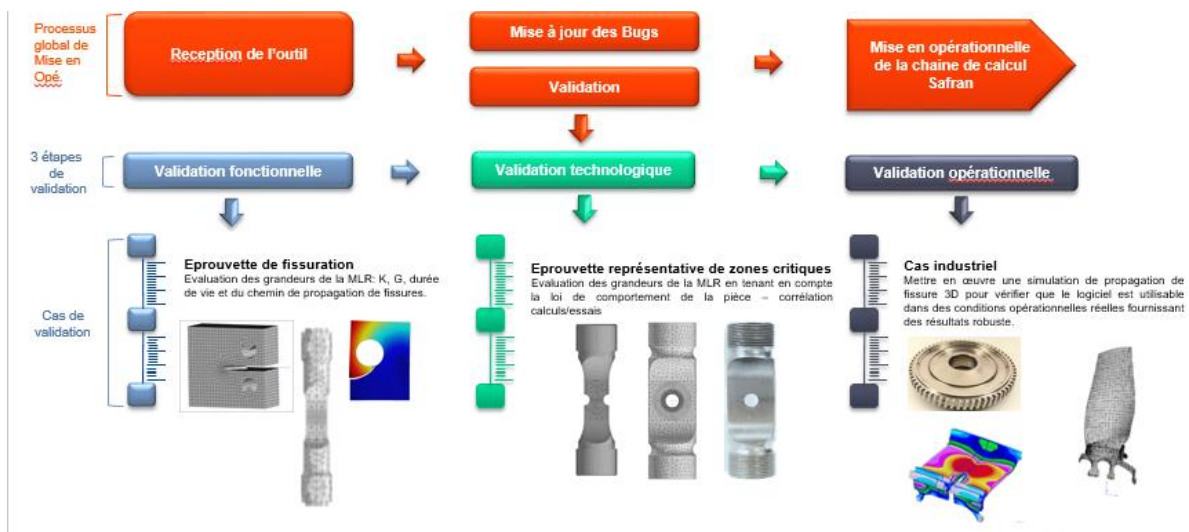 Processus
global de
Mise en
Opé.
Reception de l'outil
Mise à jour des Bugs
Validation
Mise en opérationnelle
de la chaine de calcul
Safran
3 étapes
de
validation
Validation fonctionnelle
Validation technologique
Validation opérationnelle
Cas de
validation
Eprouvette de fissuration
Evaluation des grandeurs de la MLR: K, G, durée
de vie et du chemin de propagation de fissures.
Eprouvette représentative de zones critiques
Evaluation des grandeurs de la MLR en tenant en compte
la loi de comportement de la pièce – corrélation
calculs/essais
Cas industriel
Mettre en œuvre une simulation de propagation de
fissure 3D pour vérifier que le logiciel est utilisable
dans des conditions opérationnelles réelles fournissant
des résultats robuste.